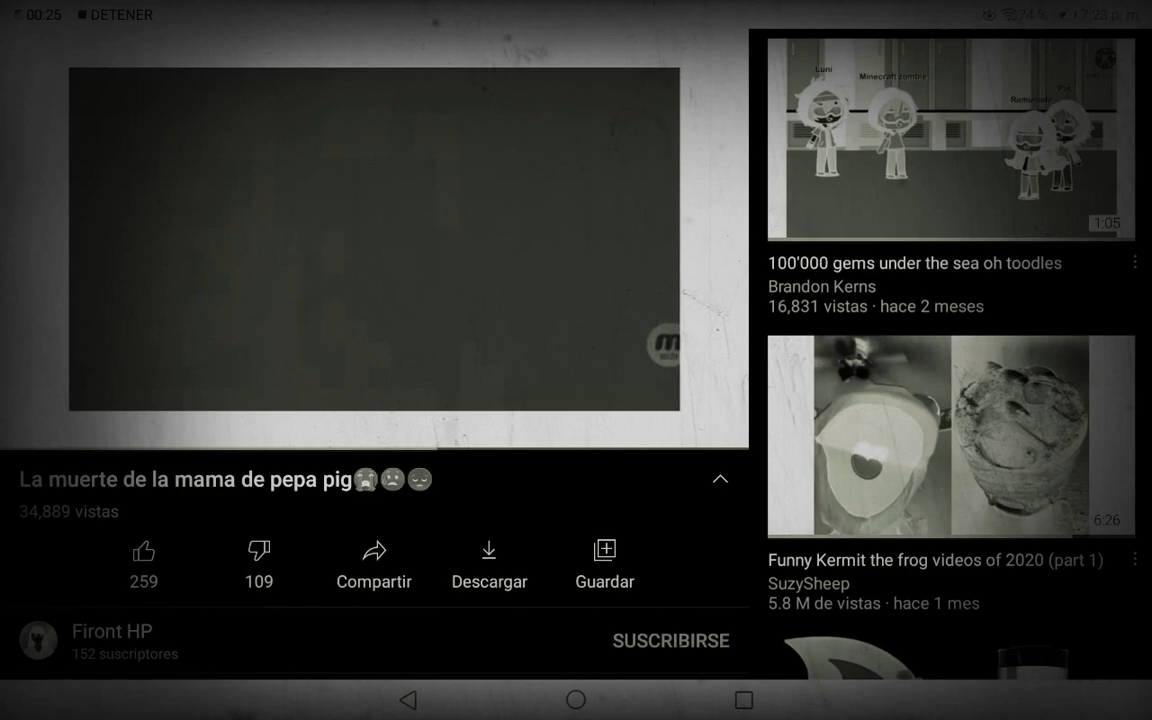 00:25 DETENER
74 % 7:23 p. m.
Luni
Minecraft zombie
1:05
100'000 gems under the sea oh toodles
Brandon Kerns
16,831 vistas · hace 2 meses
6:26
Funny Kermit the frog videos of 2020 (part 1)
SuzySheep
5.8 M de vistas · hace 1 mes
La muerte de la mama de pepa pig😭😢😔
34,889 vistas
259
109
Compartir
Descargar
Guardar
Firont HP
152 suscriptores
SUSCRIBIRSE